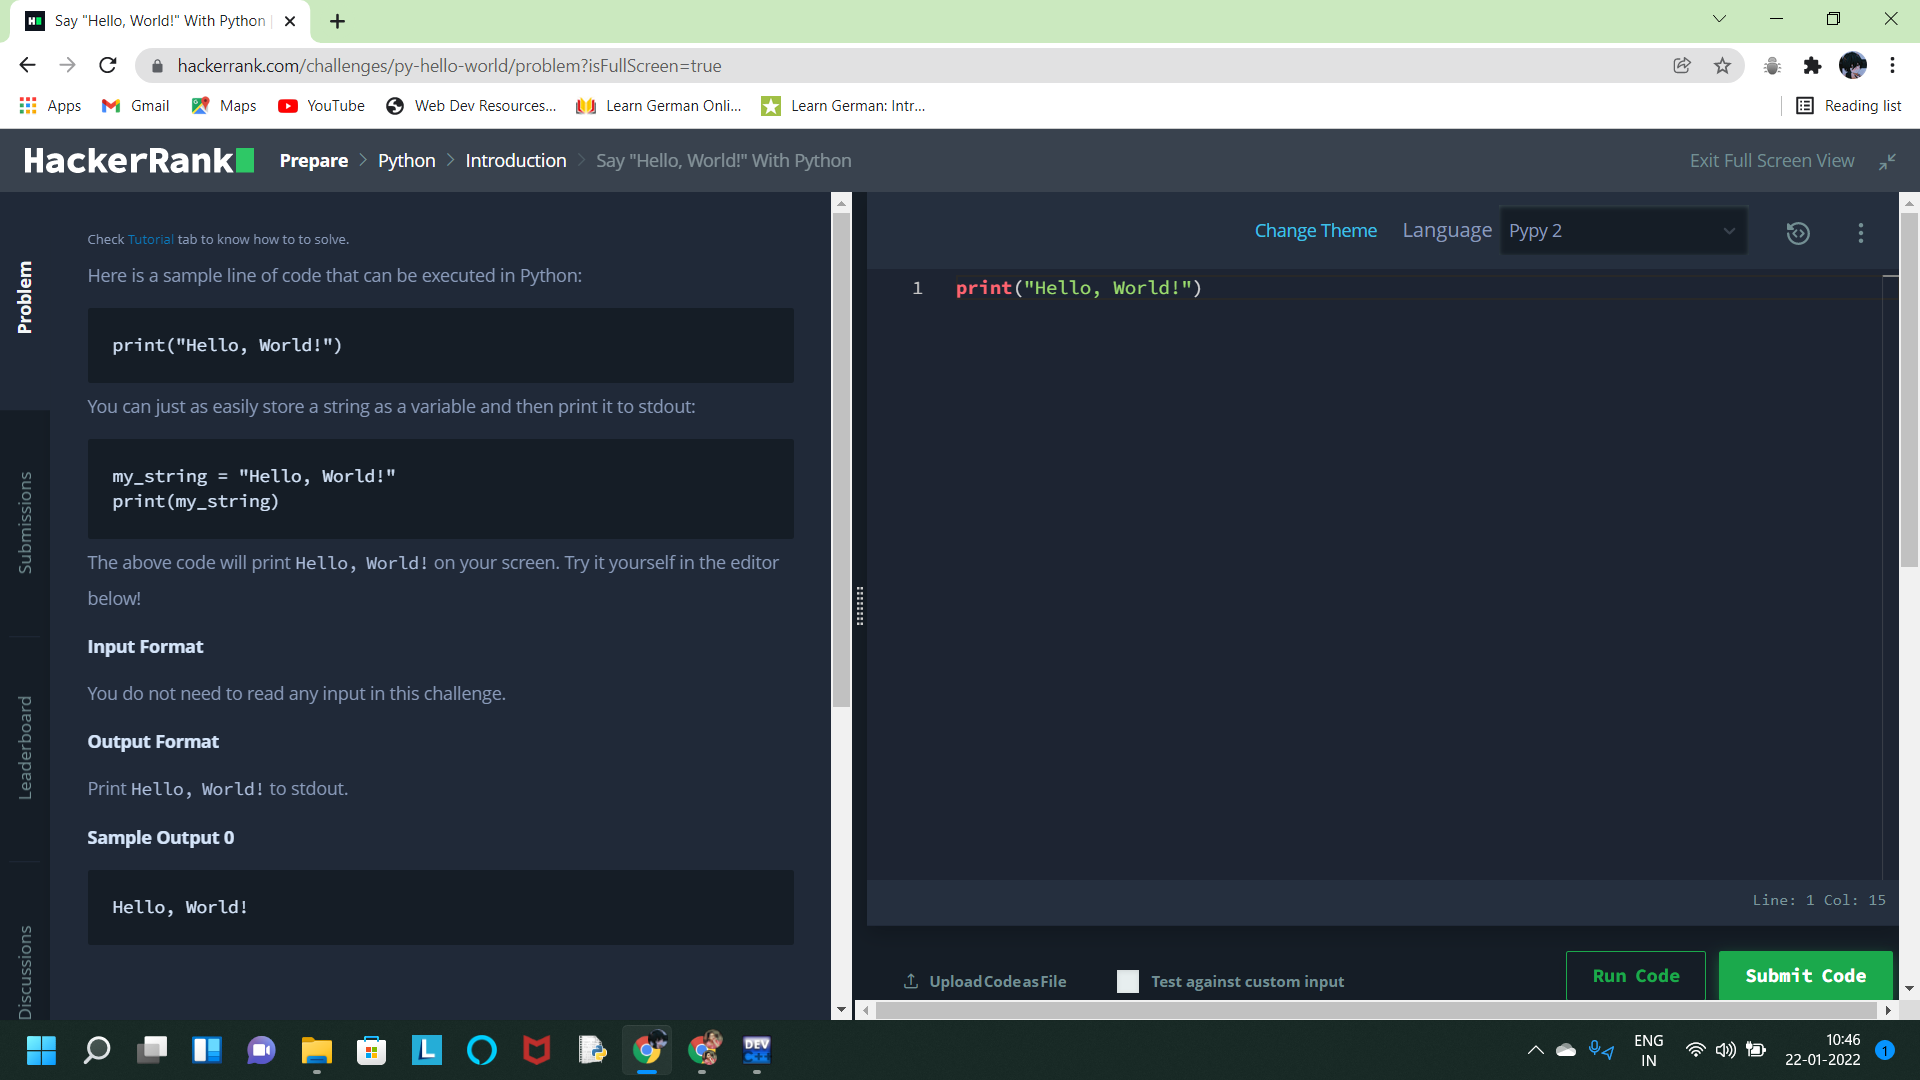 Say "Hello, World!" With Python
hackerrank.com/challenges/py-hello-world/problem?isFullScreen=true
Apps
Gmail
Maps
YouTube
Web Dev Resources...
Learn German Onli...
Learn German: Intr...
Reading list
HackerRank
Prepare > Python > Introduction > Say "Hello, World!" With Python
Exit Full Screen View
Problem
Submissions
Leaderboard
Discussions
Check Tutorial tab to know how to to solve.
Here is a sample line of code that can be executed in Python:
print("Hello, World!")
You can just as easily store a string as a variable and then print it to stdout:
my_string = "Hello, World!"
print(my_string)
The above code will print Hello, World! on your screen. Try it yourself in the editor
below!
Input Format
You do not need to read any input in this challenge.
Output Format
Print Hello, World! to stdout.
Sample Output 0
Hello, World!
Change Theme
Language
Pypy 2
1 print("Hello, World!")
Line: 1 Col: 15
Upload Code as File
Test against custom input
Run Code
Submit Code
L
DEV
C++
ENG
IN
10:46
22-01-2022
1